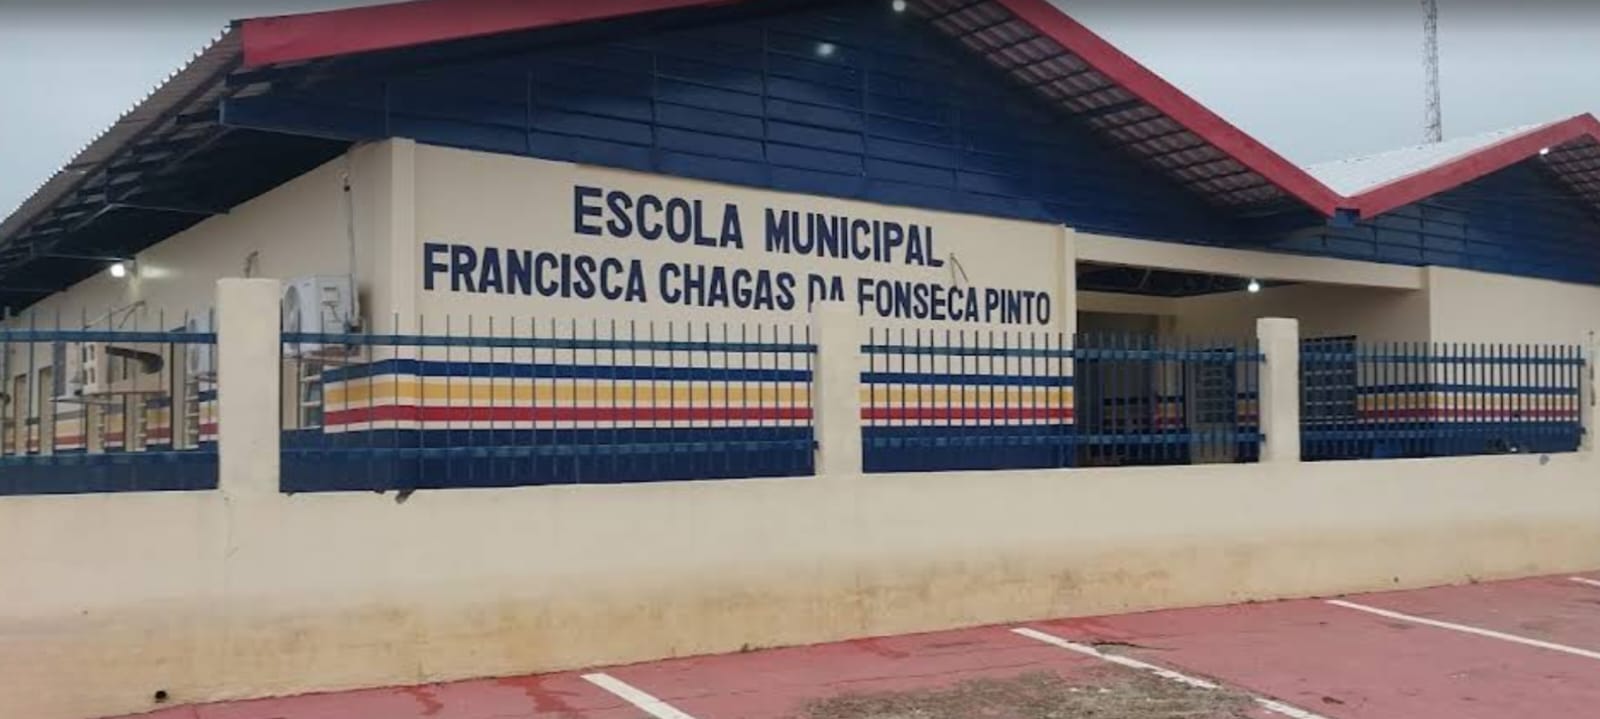 ESCOLA MUNICIPAL
FRANCISCA CHAGAS DA FONSECA PINTO